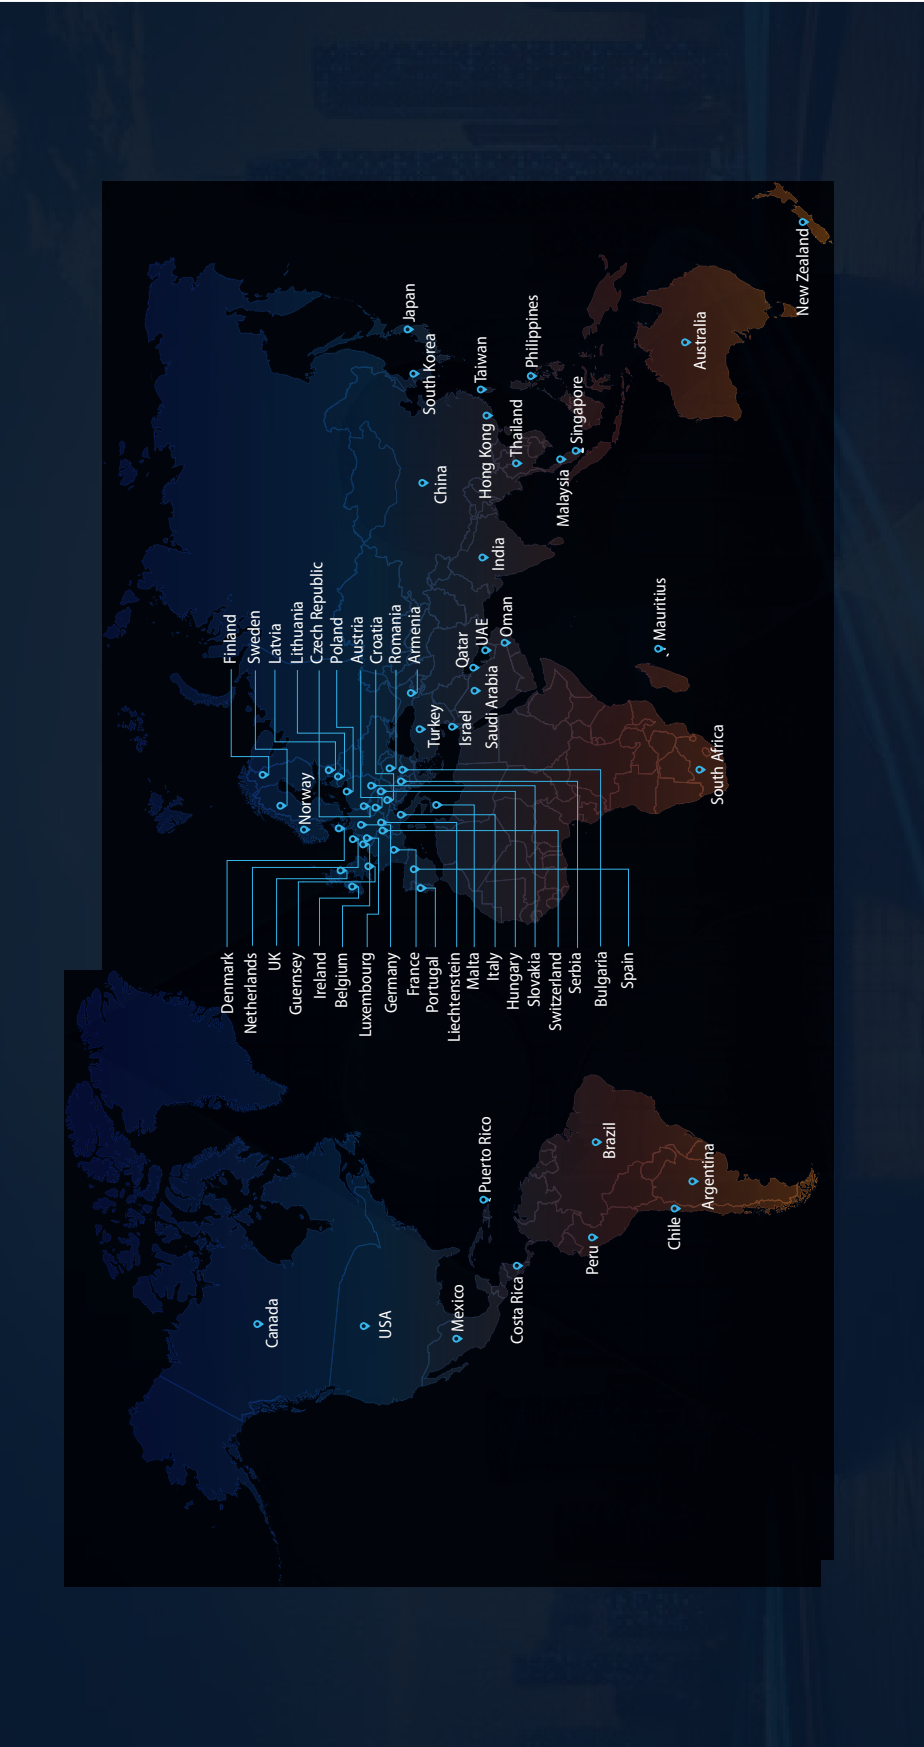 Finland
Sweden
Latvia
Lithuania
Czech Republic
Poland
Austria
Croatia
Romania
Armenia
Norway
Turkey
Israel
Saudi Arabia
Qatar
UAE
Oman
India
China
South Korea
Japan
Taiwan
Hong Kong
Thailand
Philippines
Malaysia
Singapore
Australia
New Zealand
Mauritius
South Africa
Denmark
Netherlands
UK
Guernsey
Ireland
Belgium
Luxembourg
Germany
France
Portugal
Liechtenstein
Malta
Italy
Hungary
Slovakia
Switzerland
Serbia
Bulgaria
Spain
Canada
USA
Mexico
Puerto Rico
Costa Rica
Peru
Brazil
Chile
Argentina